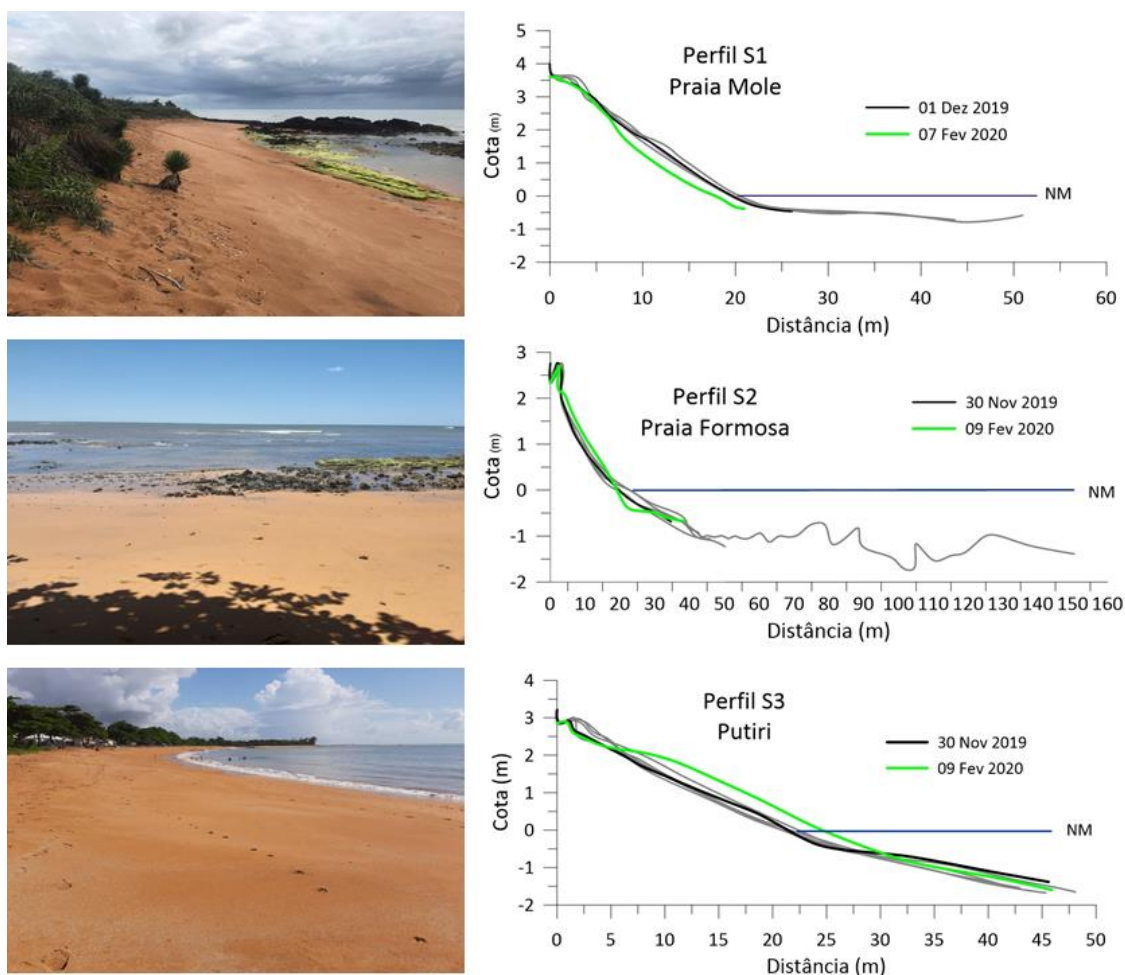 Perfil S1
Praia Mole
01 Dez 2019
07 Fev 2020
Cota (m)
5
4
3
2
1
0
-1
-2
NM
0 10 20 30 40 50 60
Distância (m)
Perfil S2
Praia Formosa
30 Nov 2019
09 Fev 2020
Cota (m)
3
2
1
0
-1
-2
NM
0 10 20 30 40 50 60 70 80 90 100 110 120 130 140 150 160
Distância (m)
Perfil S3
Putiri
30 Nov 2019
09 Fev 2020
Cota (m)
4
3
2
1
0
-1
-2
NM
0 5 10 15 20 25 30 35 40 45 50
Distância (m)